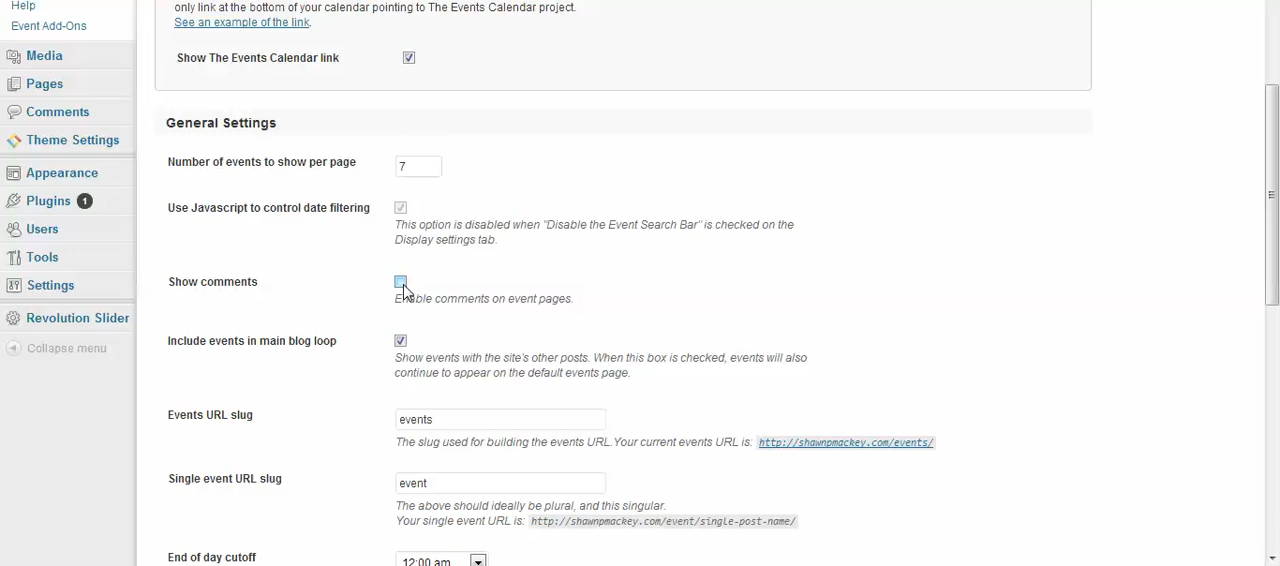 Help
Event Add-Ons
Media
Pages
Comments
Theme Settings
Appearance
Plugins 1
Users
Tools
Settings
Revolution Slider
Collapse menu
only link at the bottom of your calendar pointing to The Events Calendar project.
See an example of the link.
Show The Events Calendar link
General Settings
Number of events to show per page
7
Use Javascript to control date filtering
This option is disabled when "Disable the Event Search Bar" is checked on the
Display settings tab.
Show comments
Enable comments on event pages.
Include events in main blog loop
Show events with the site's other posts. When this box is checked, events will also
continue to appear on the default events page.
Events URL slug
events
The slug used for building the events URL.Your current events URL is: http://shawnpmackey.com/events/
Single event URL slug
event
The above should ideally be plural, and this singular.
Your single event URL is: http://shawnpmackey.com/event/single-post-name/
End of day cutoff
12:00 am